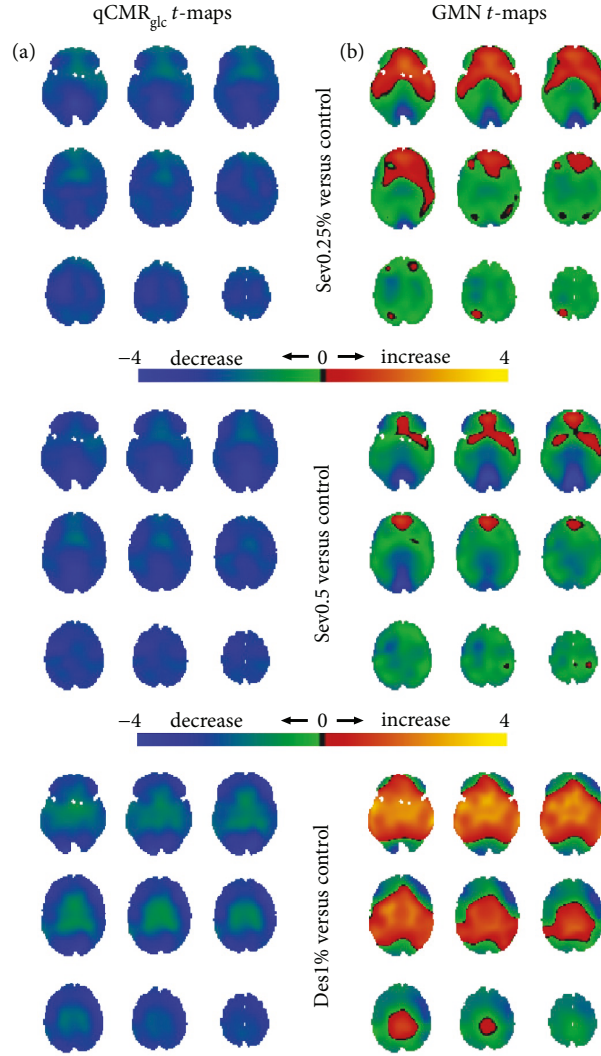 qCMRglc t-maps
GMN t-maps
(a)
(b)
Sev0.25% versus control
−4 decrease 0 increase 4
Sev0.5 versus control
−4 decrease 0 increase 4
Des1% versus control